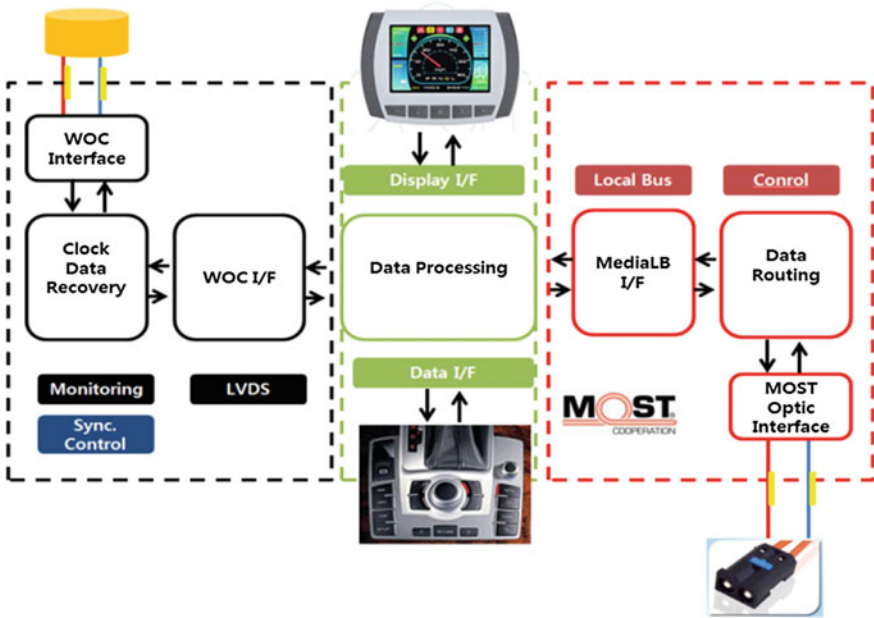 WOC
Interface
Clock
Data
Recovery
WOC I/F
Monitoring
LVDS
Sync.
Control
Display I/F
Data Processing
Data I/F
Local Bus
Conrol
MediaLB
I/F
Data
Routing
MOST
COOPERATION
MOST
Optic
Interface